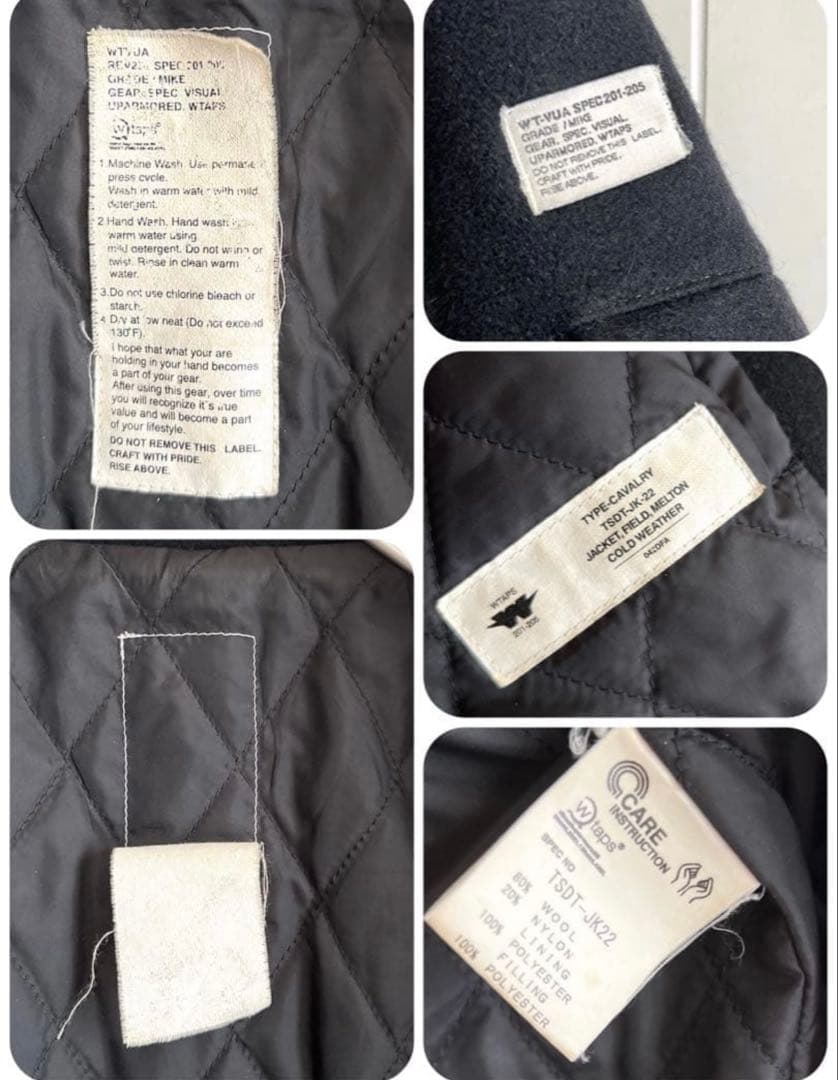 WT-VUA
GRADE : MIKE
GEAR. SPEC. VISUAL.
UPARMORED. WTAPS
Wtaps®
1.Machine Wash. Use permanent
press cycle.
Wash in warm water with mild
detergent.
2 Hand Wash. Hand wash
warm water using
mild detergent. Do not wring or
twist. Rinse in clean warm
water.
3.Do not use chlorine bleach or
starch.
4 Dry at low heat (Do not exceed
130°F).
I hope that what your are
holding in your hand becomes
a part of your gear.
After using this gear, over time
you will recognize it's true
value and will become a part
of your lifestyle.
DO NOT REMOVE THIS LABEL.
CRAFT WITH PRIDE.
RISE ABOVE.
WT-VUA SPEC201-205
GRADE / MIKE
GEAR. SPEC. VISUAL.
UPARMORED. WTAPS
DO NOT REMOVE THIS LABEL.
CRAFT WITH PRIDE.
RISE ABOVE.
TYPE-CAVALRY
TSDT-JK-22
JACKET, FIELD, MELTON
COLD WEATHER
042DFA
WTAPS
201-205
CARE
INSTRUCTION
Wtaps®
SPEC NO
TSDT-JK22
80% WOOL
20% NYLON
LINING
100% POLYESTER
FILLING
100% POLYESTER